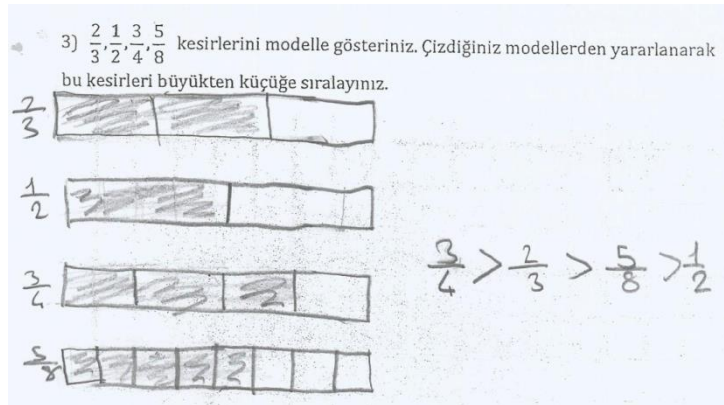 3) 2/3, 1/2, 3/4, 5/8 kesirlerini modelle gösteriniz. Çizdiğiniz modellerden yararlanarak
bu kesirleri büyükten küçüğe sıralayınız.
2/3
1/2
3/4
5/8
3/4 > 2/3 > 5/8 > 1/2